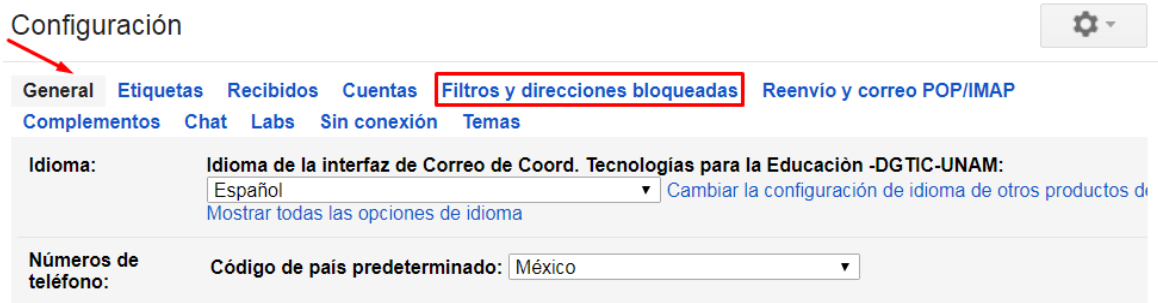 Configuración
General Etiquetas Recibidos Cuentas Filtros y direcciones bloqueadas Reenvío y correo POP/IMAP
Complementos Chat Labs Sin conexión Temas
Idioma: Idioma de la interfaz de Correo de Coord. Tecnologías para la Educaciòn -DGTIC-UNAM:
Español Cambiar la configuración de idioma de otros productos de
Mostrar todas las opciones de idioma
Números de
teléfono: Código de país predeterminado: México